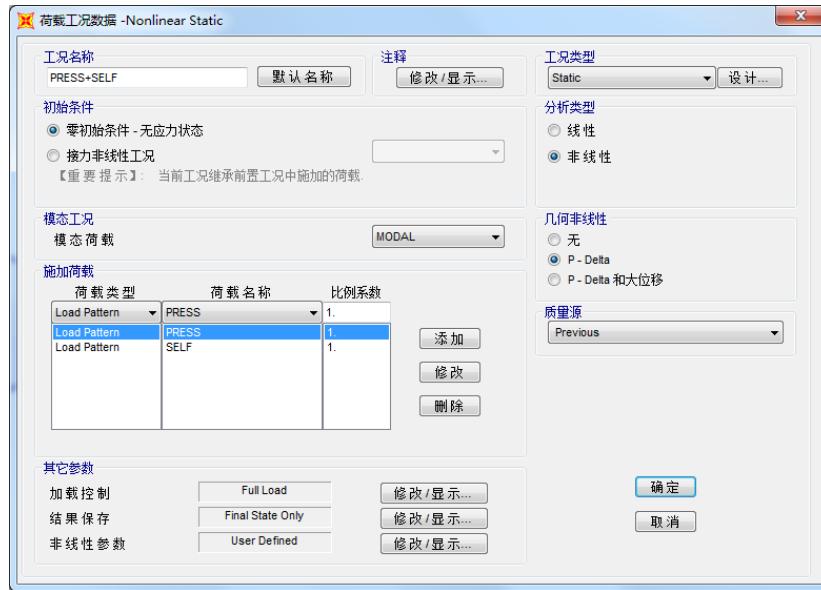 荷载工况数据 -Nonlinear Static
工况名称
PRESS+SELF
默认名称
注释
修改/显示...
工况类型
Static
设计...
初始条件
零初始条件 - 无应力状态
接力非线性工况
【重要提示】: 当前工况继承前置工况中施加的荷载.
分析类型
线性
非线性
模态工况
模态荷载
MODAL
几何非线性
无
P - Delta
P - Delta 和大位移
施加荷载
荷载类型 荷载名称 比例系数
Load Pattern PRESS 1.
Load Pattern PRESS 1.
Load Pattern SELF 1.
添加
修改
删除
质量源
Previous
其它参数
加载控制 Full Load 修改/显示...
结果保存 Final State Only 修改/显示...
非线性参数 User Defined 修改/显示...
确定
取消